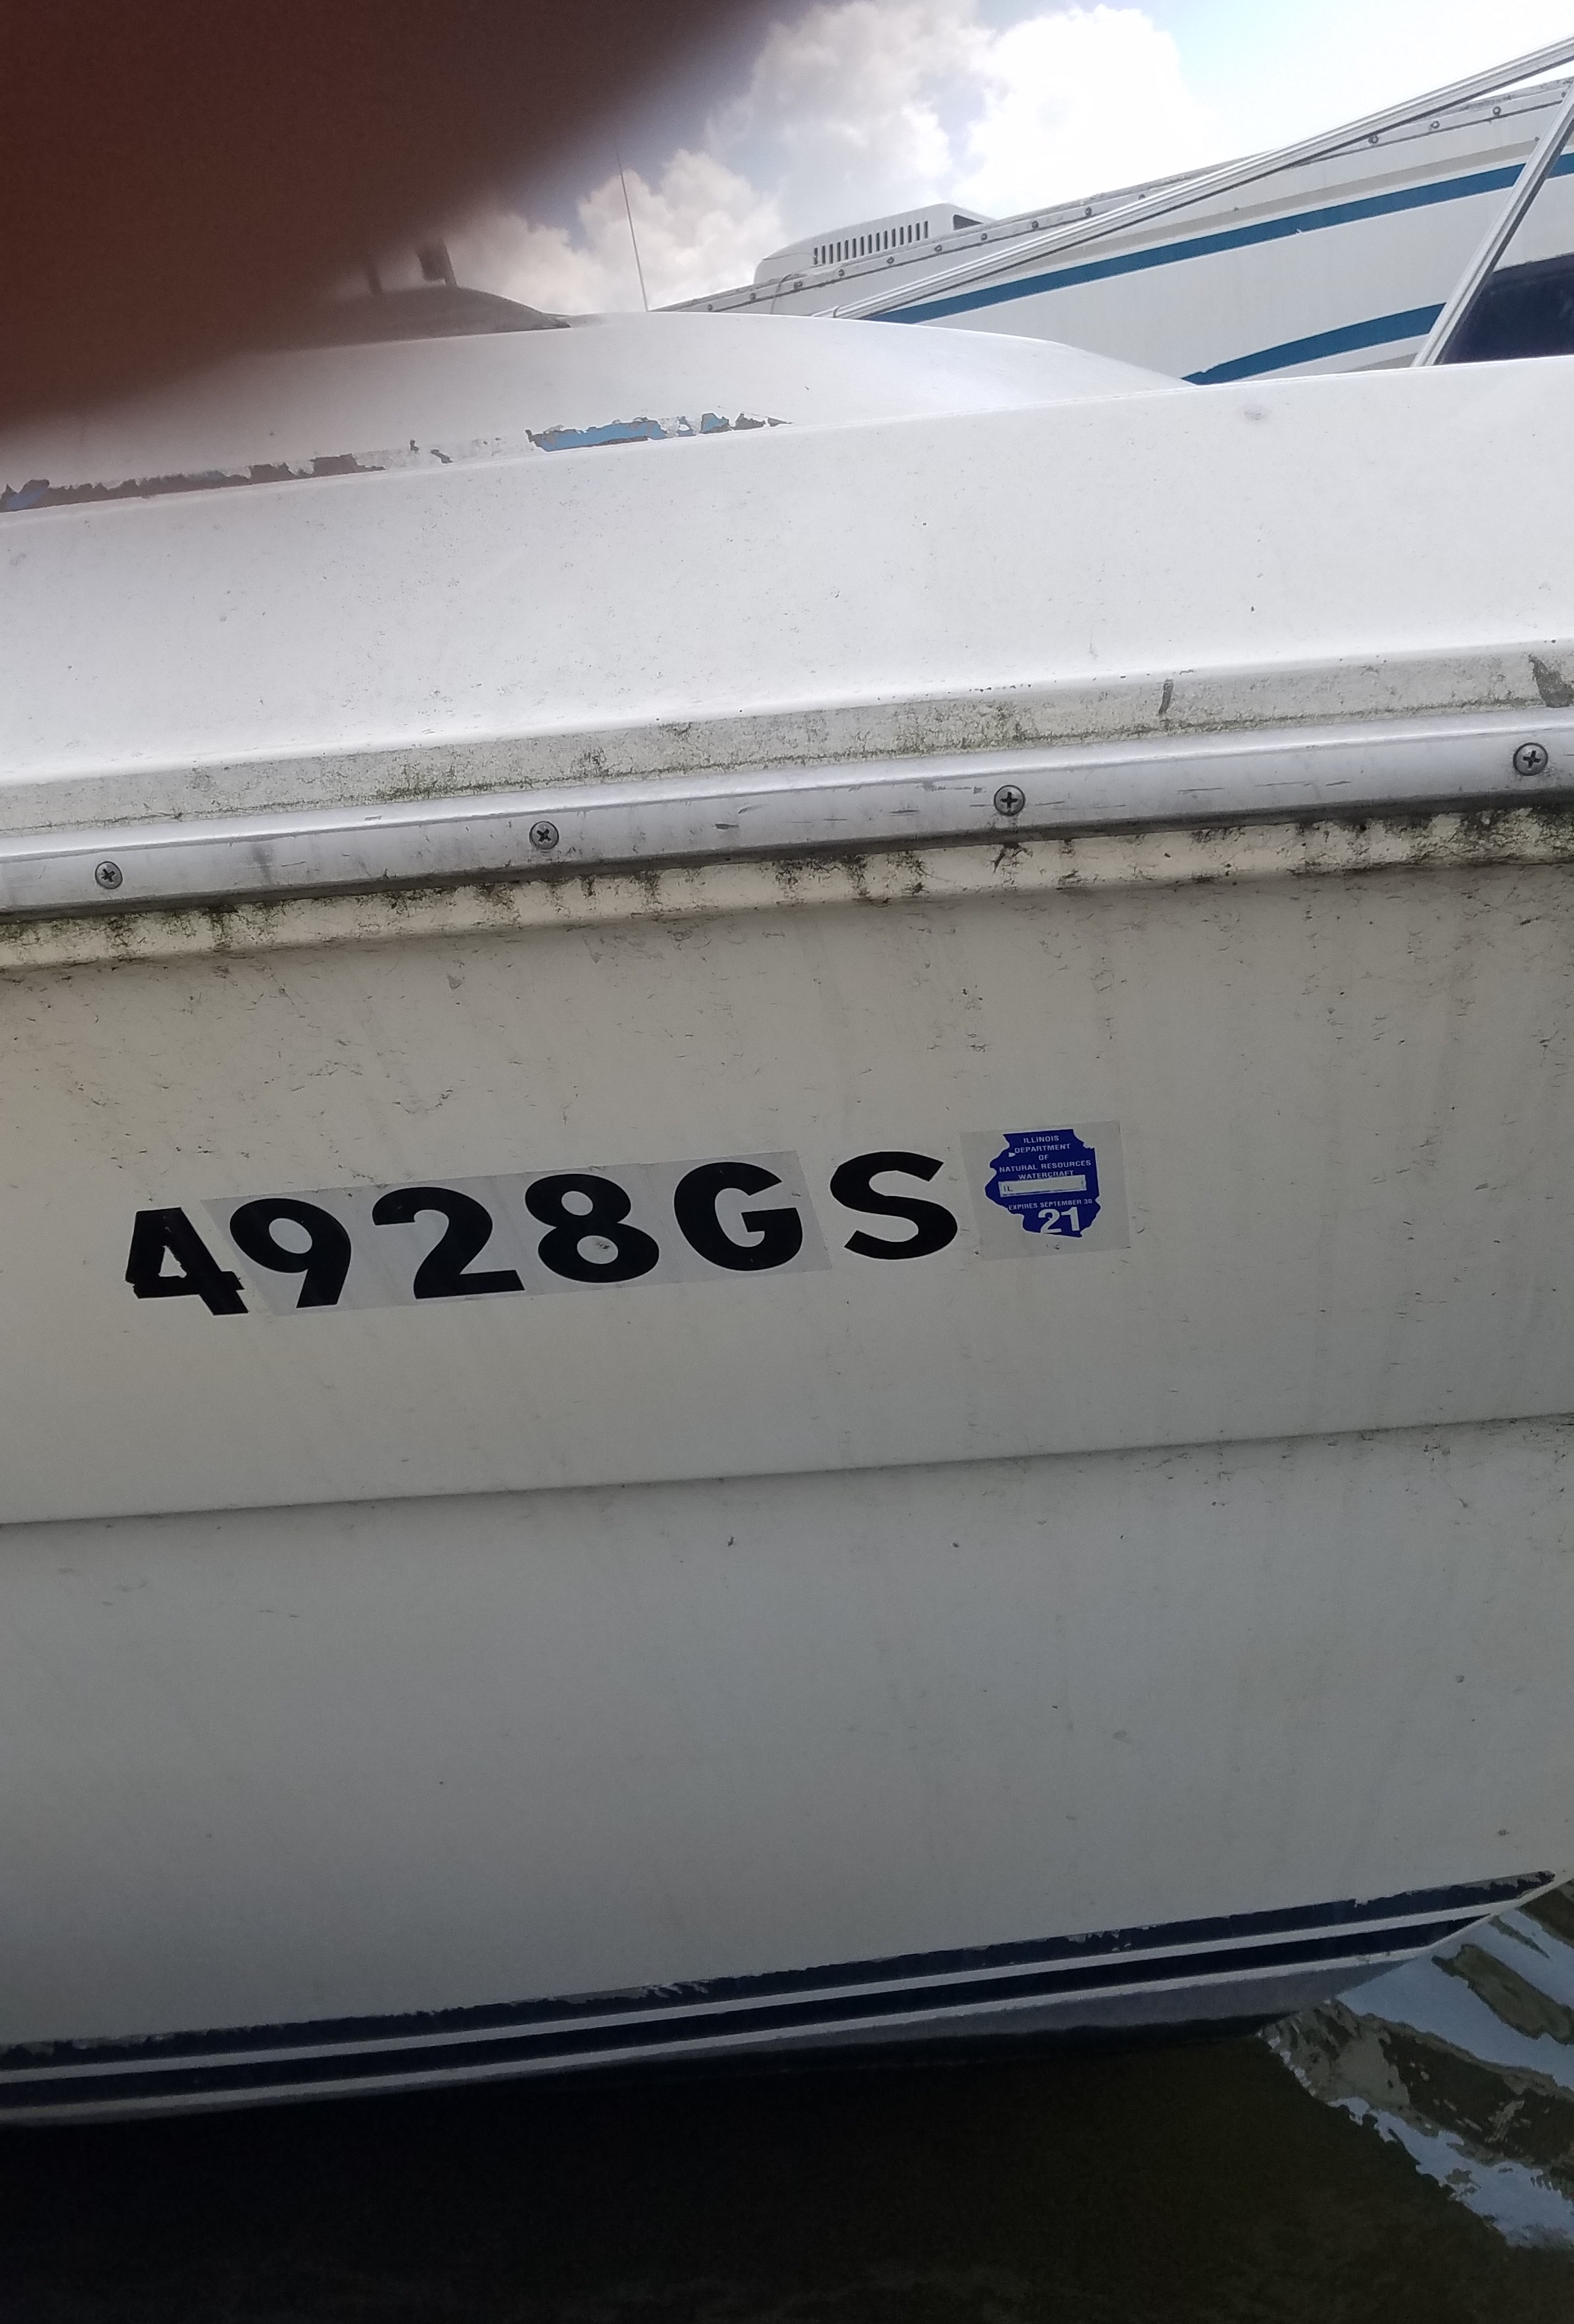 4928GS
ILLINOIS
DEPARTMENT
OF
NATURAL RESOURCES
WATERCRAFT
IL
EXPIRES SEPTEMBER 30
21